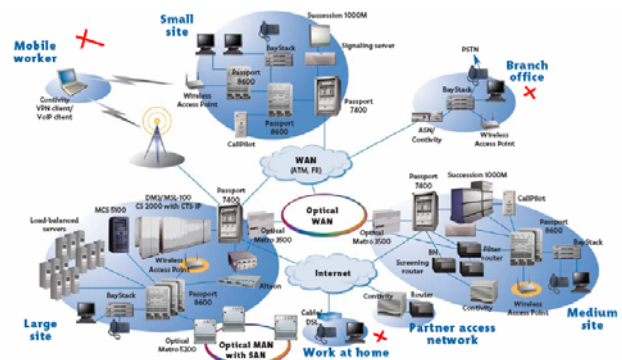 Mobile
worker
Contivity
VPN client/
VoIP client
Small
site
Succession 1000M
Signaling server
BayStack
Passport
8600
Wireless
Access Point
Passport
8600
CallPilot
Passport
7400
PSTN
Branch
office
BayStack
ASN/
Contivity
Wireless
Access Point
WAN
(ATM, FR)
Optical
WAN
Internet
DMS/MSL-100
CS 2000 with CTS-IP
Passport
7400
MCS 5100
Load-balanced
servers
Optical
Metro 3500
Wireless
Access Point
Alteon
BayStack
Passport
8600
Large
site
Optical
Metro 5200
Optical MAN
with SAN
Cable/
DSL
Work at home
Contivity
Router
Partner access
network
Passport
7400
Succession 1000M
CallPilot
Passport
8600
BayStack
Optical
Metro 3500
BN
Filter
router
Screening
router
Contivity
Wireless
Access Point
Medium
site